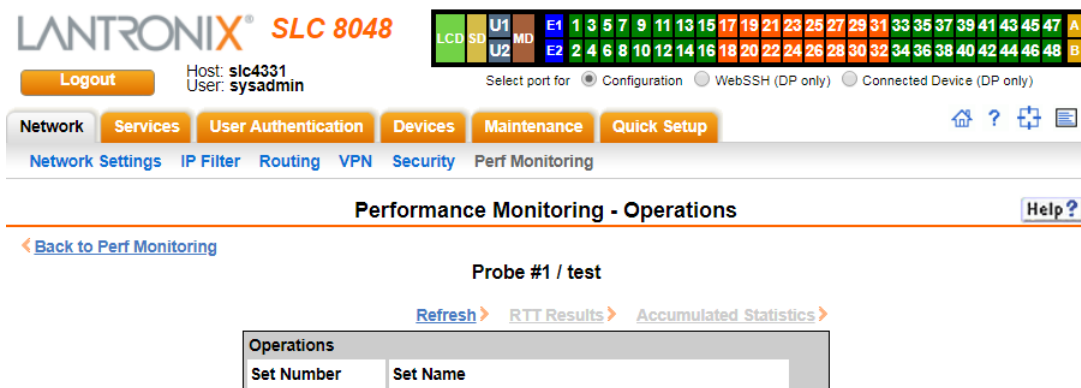 LANTRONIX® SLC 8048
LCD SD U1 MD E1 1 3 5 7 9 11 13 15 17 19 21 23 25 27 29 31 33 35 37 39 41 43 45 47 A
U2 E2 2 4 6 8 10 12 14 16 18 20 22 24 26 28 30 32 34 36 38 40 42 44 46 48 B
Logout
Host: slc4331
User: sysadmin
Select port for Configuration WebSSH (DP only) Connected Device (DP only)
Network Services User Authentication Devices Maintenance Quick Setup ?
Network Settings IP Filter Routing VPN Security Perf Monitoring
Performance Monitoring - Operations Help?
Back to Perf Monitoring
Probe #1 / test
Refresh RTT Results Accumulated Statistics
Operations
Set Number Set Name